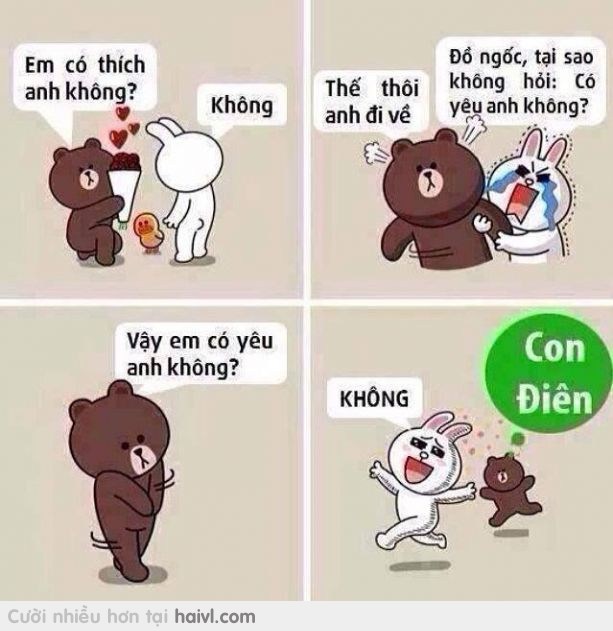 Em có thích
anh không?
Không
Thế thôi
anh đi về
Đồ ngốc, tại sao
không hỏi: Có
yêu anh không?
Vậy em có yêu
anh không?
KHÔNG
Con
Điên
Cười nhiều hơn tại haivl.com